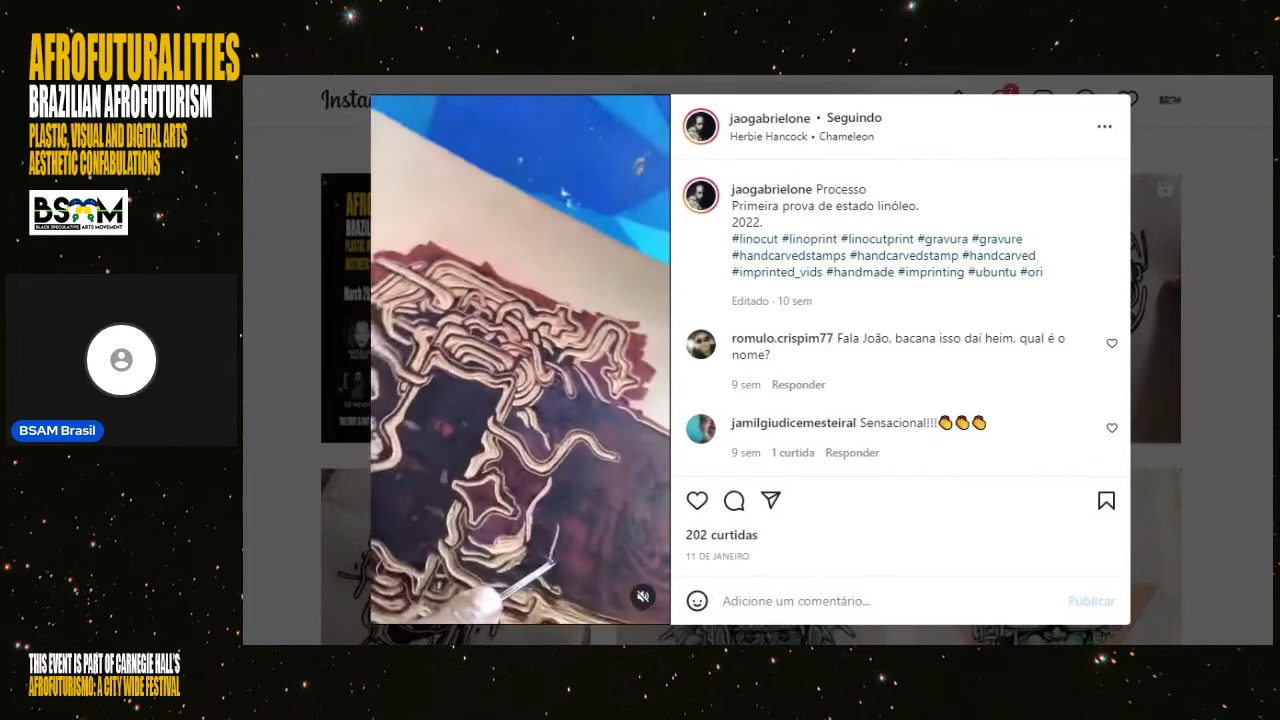 AFROFUTURALITIES
BRAZILIAN AFROFUTURISM
PLASTIC, VISUAL AND DIGITAL ARTS
AESTHETIC CONFABULATIONS
BSAM
BLACK SPECULATIVE ARTS MOVEMENT
BSAM Brasil
THIS EVENT IS PART OF CARNEGIE HALL'S
AFROFUTURISMO: A CITY WIDE FESTIVAL
Insta
7
jaogabrielone • Seguindo
Herbie Hancock • Chameleon
jaogabrielone Processo
Primeira prova de estado linóleo.
2022.
#linocut #linoprint #linocutprint #gravura #gravure
#handcarvedstamps #handcarvedstamp #handcarved
#imprinted_vids #handmade #imprinting #ubuntu #ori
Editado · 10 sem
romulo.crispim77 Fala João, bacana isso daí heim, qual é o
nome?
9 sem Responder
jamilgiudicemesteiral Sensacional!!!👏👏👏
9 sem 1 curtida Responder
202 curtidas
11 DE JANEIRO
Adicione um comentário... Publicar